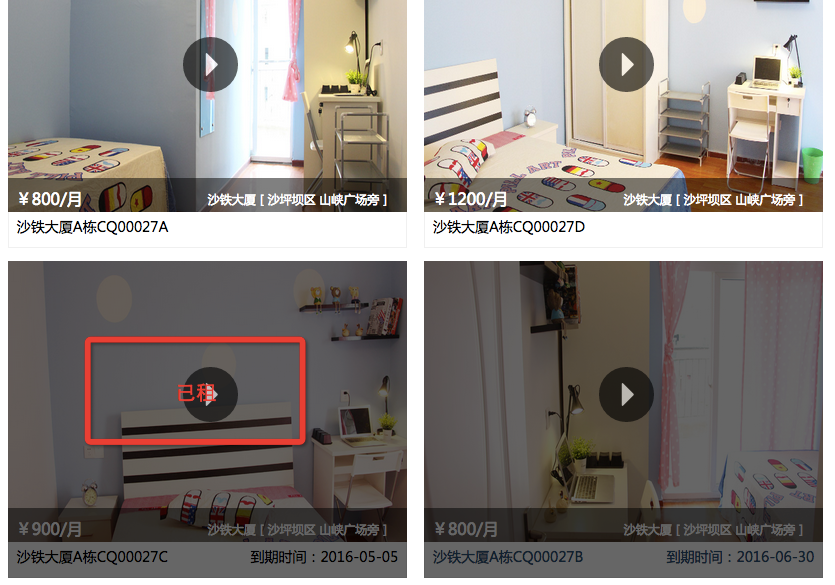 ￥800/月 沙铁大厦 [ 沙坪坝区 山峡广场旁 ]
沙铁大厦A栋CQ00027A
￥1200/月 沙铁大厦 [ 沙坪坝区 山峡广场旁 ]
沙铁大厦A栋CQ00027D
已租
￥900/月 沙铁大厦 [ 沙坪坝区 山峡广场旁 ]
沙铁大厦A栋CQ00027C 到期时间：2016-05-05
￥800/月 沙铁大厦 [ 沙坪坝区 山峡广场旁 ]
沙铁大厦A栋CQ00027B 到期时间：2016-06-30